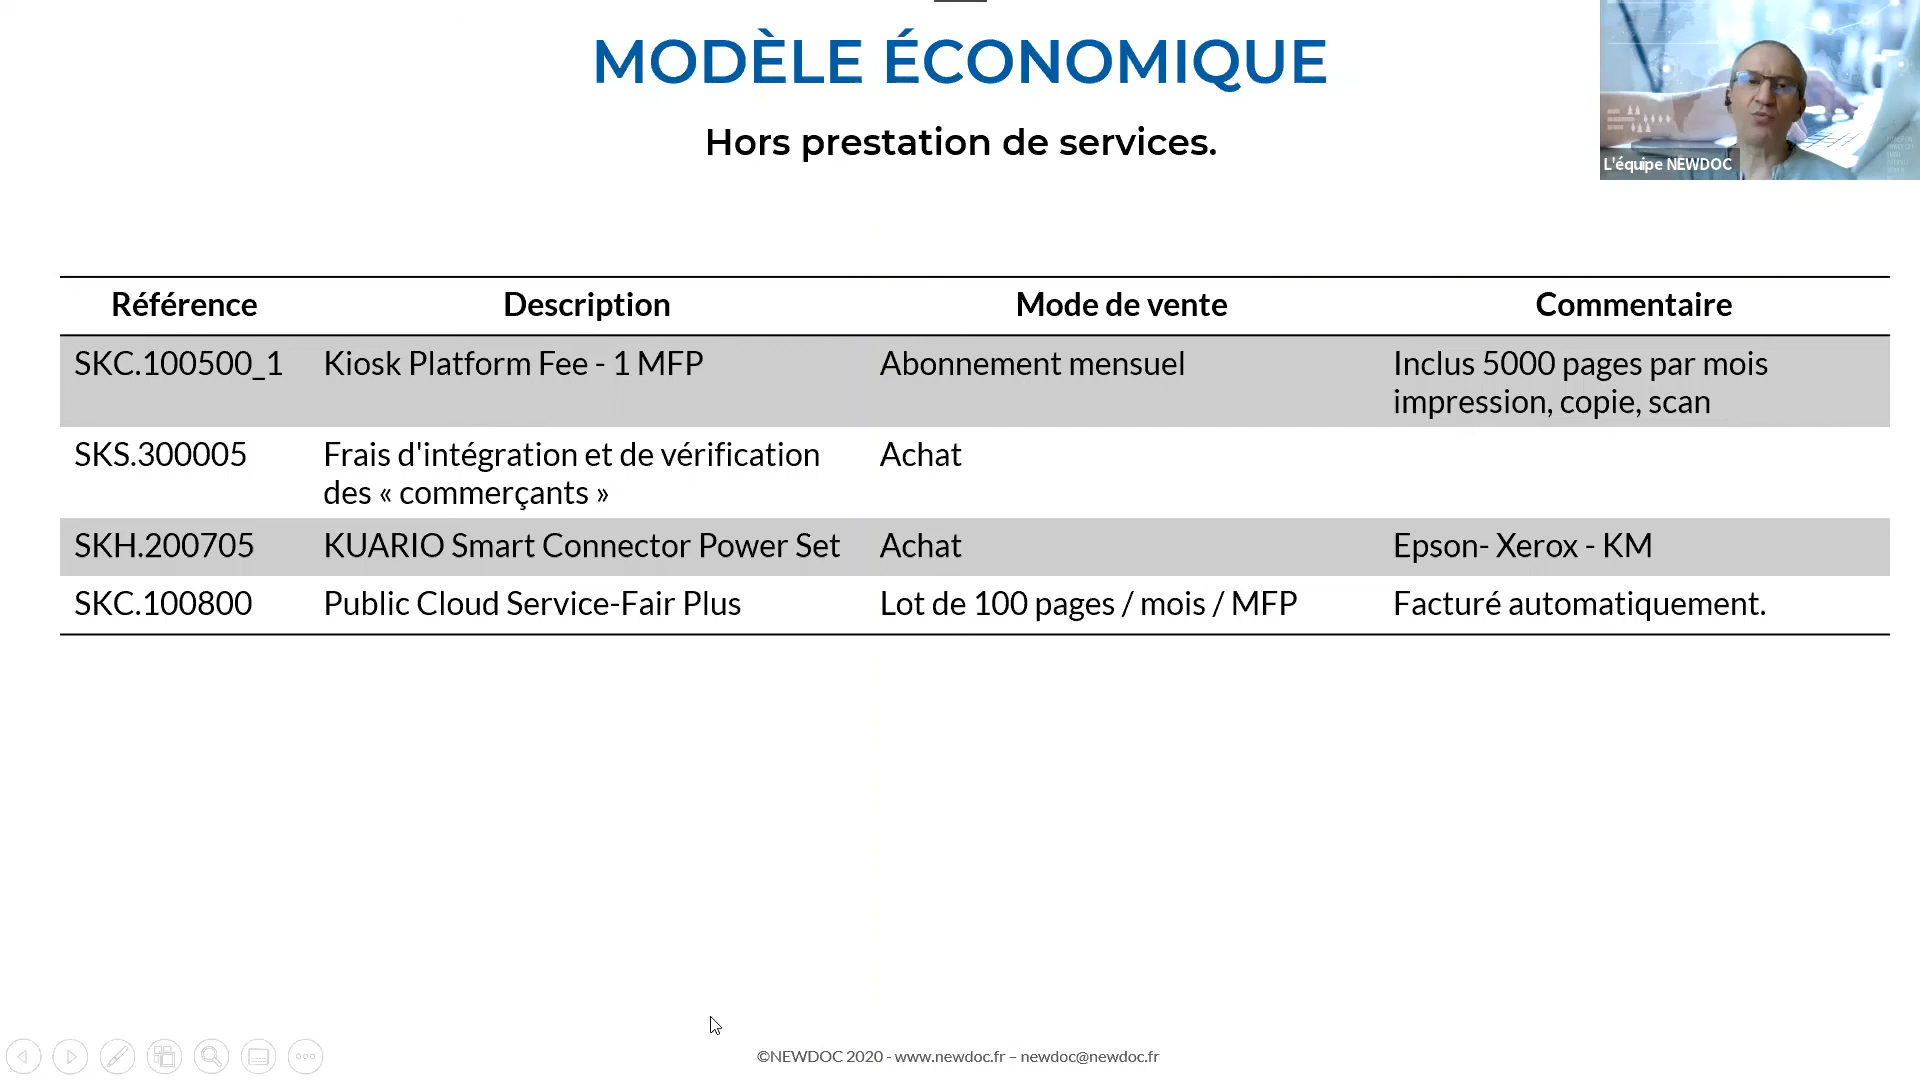 MODÈLE ÉCONOMIQUE
Hors prestation de services.
L'équipe NEWDOC
Référence Description Mode de vente Commentaire
SKC.100500_1 Kiosk Platform Fee - 1 MFP Abonnement mensuel Inclus 5000 pages par mois
impression, copie, scan
SKS.300005 Frais d'intégration et de vérification Achat
des « commerçants »
SKH.200705 KUARIO Smart Connector Power Set Achat Epson- Xerox - KM
SKC.100800 Public Cloud Service-Fair Plus Lot de 100 pages / mois / MFP Facturé automatiquement.
©NEWDOC 2020 - www.newdoc.fr – newdoc@newdoc.fr